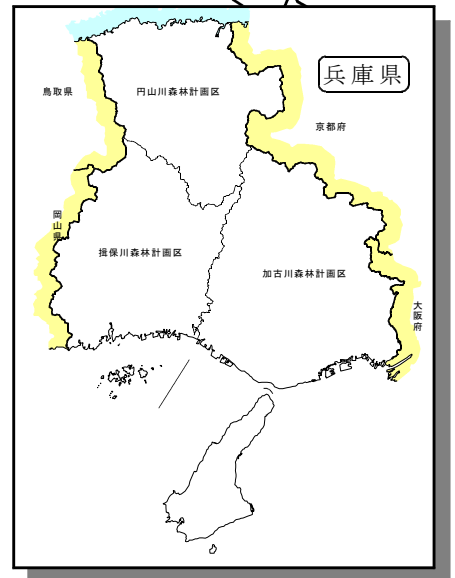 兵庫県
鳥取県
円山川森林計画区
京都府
岡山県
揖保川森林計画区
加古川森林計画区
大阪府